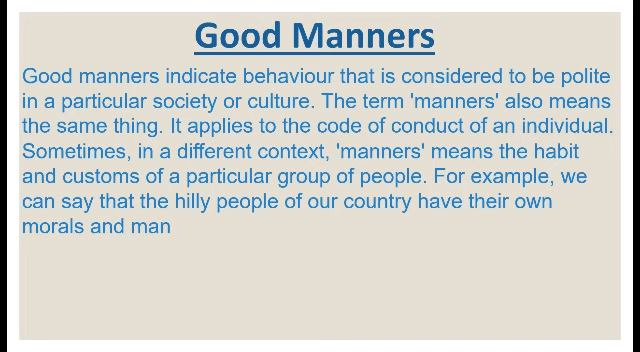 Good Manners
Good manners indicate behaviour that is considered to be polite
in a particular society or culture. The term 'manners' also means
the same thing. It applies to the code of conduct of an individual.
Sometimes, in a different context, 'manners' means the habit
and customs of a particular group of people. For example, we
can say that the hilly people of our country have their own
morals and man